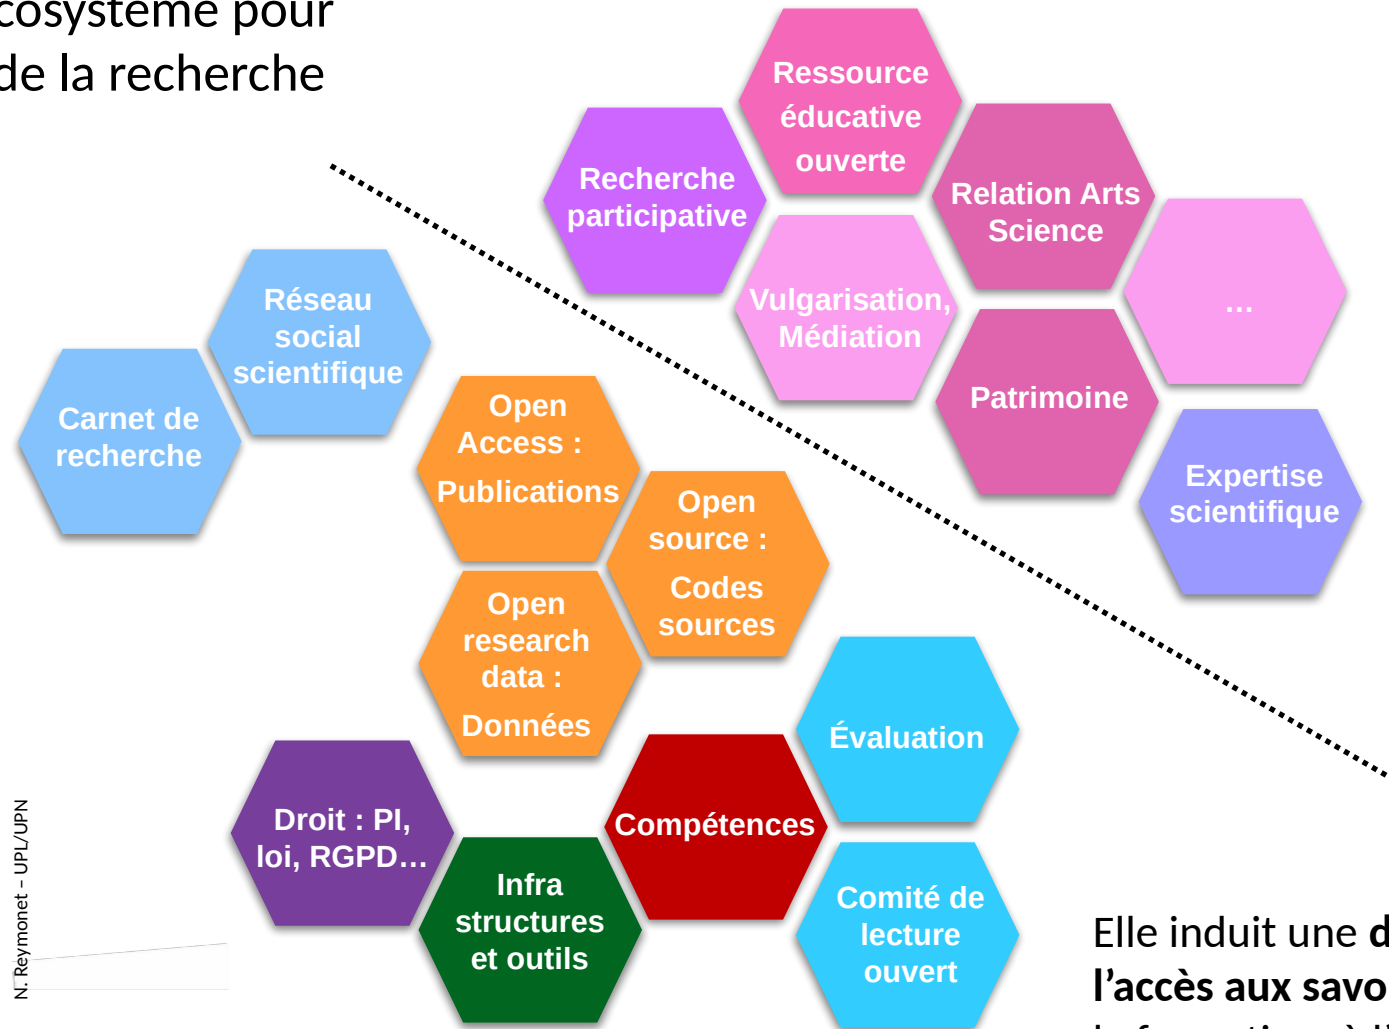 cosystème pour
de la recherche
Ressource
éducative
ouverte
Recherche
participative
Relation Arts
Science
Vulgarisation,
Médiation
...
Patrimoine
Expertise
scientifique
Réseau
social
scientifique
Carnet de
recherche
Open
Access :
Publications
Open
source :
Codes
sources
Open
research
data :
Données
Évaluation
Compétences
Droit : PI,
loi, RGPD...
Infra
structures
et outils
Comité de
lecture
ouvert
N. Reymonet – UPL/UPN
Elle induit une d
l’accès aux savo